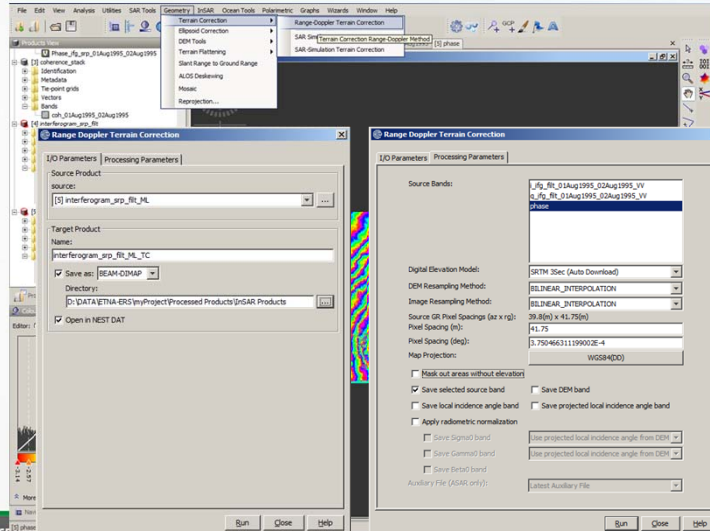 File Edit View Analysis Utilities SAR Tools Geometry InSAR Ocean Tools Polarimetric Graphs Wizards Window Help
Terrain Correction
Ellipsoid Correction
DEM Tools
Terrain Flattening
Slant Range to Ground Range
ALOS Deskewing
Mosaic
Reprojection...
Range-Doppler Terrain Correction
SAR Sim
Terrain Correction Range-Doppler Method
SAR-Simulation Terrain Correction
[5] phase
Products View
Phase_ifg_srp_01Aug1995_02Aug1995
[3] coherence_stack
Identification
Metadata
Tie-point grids
Vectors
Bands
coh_01Aug1995_02Aug1995
[4] interferogram_srp_filt
Editor:
More
[5] phase
Range Doppler Terrain Correction
I/O Parameters Processing Parameters
Source Product
source:
[5] interferogram_srp_filt_ML
Target Product
Name:
interferogram_srp_filt_ML_TC
Save as: BEAM-DIMAP
Directory:
D:\DATA\ETNA-ERS\myProject\Processed Products\InSAR Products
Open in NEST DAT
Run Close Help
Range Doppler Terrain Correction
I/O Parameters Processing Parameters
Source Bands:
i_ifg_filt_01Aug1995_02Aug1995_VV
q_ifg_filt_01Aug1995_02Aug1995_VV
phase
Digital Elevation Model: SRTM 3Sec (Auto Download)
DEM Resampling Method: BILINEAR_INTERPOLATION
Image Resampling Method: BILINEAR_INTERPOLATION
Source GR Pixel Spacings (az x rg): 39.8(m) x 41.75(m)
Pixel Spacing (m): 41.75
Pixel Spacing (deg): 3.750466311199002E-4
Map Projection: WGS84(DD)
Mask out areas without elevation
Save selected source band Save DEM band
Save local incidence angle band Save projected local incidence angle band
Apply radiometric normalization
Save Sigma0 band Use projected local incidence angle from DEM
Save Gamma0 band Use projected local incidence angle from DEM
Save Beta0 band
Auxiliary File (ASAR only): Latest Auxiliary File
Run Close Help